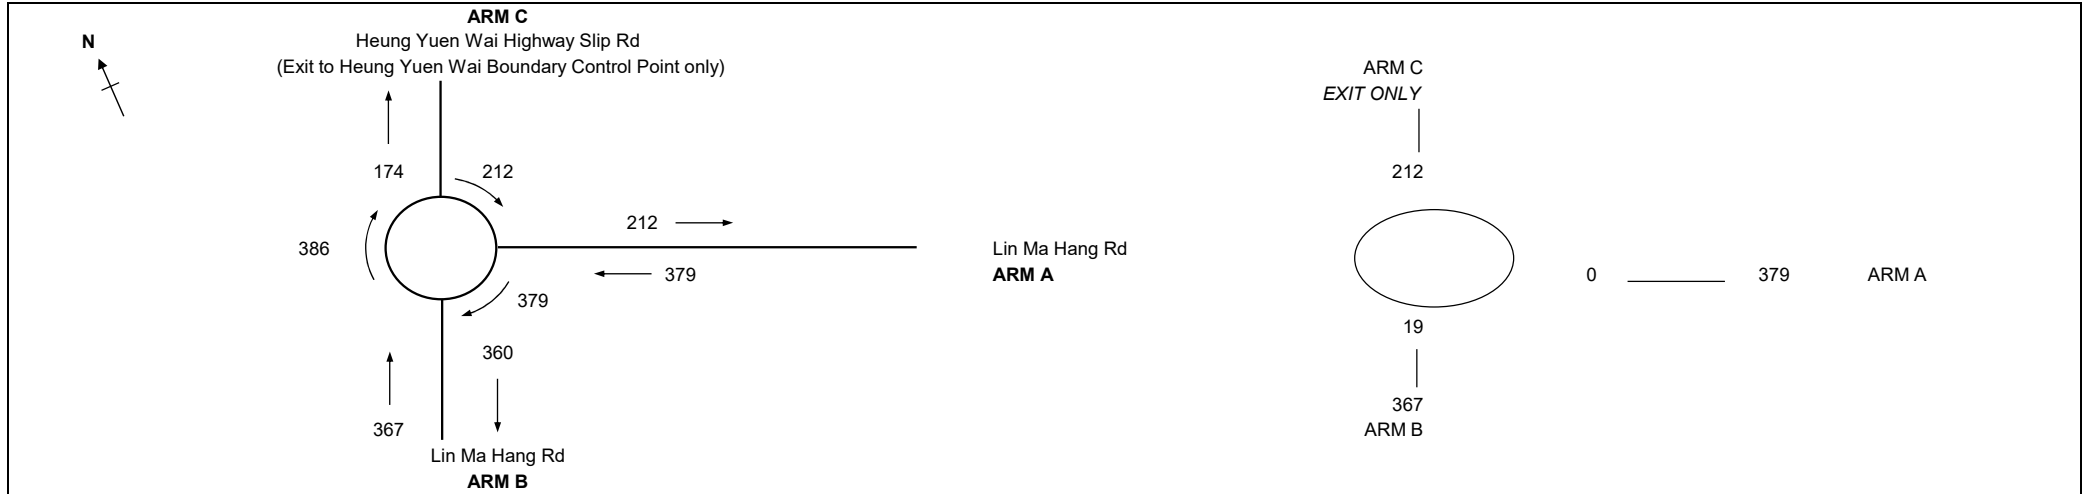 ARM C
N
Heung Yuen Wai Highway Slip Rd
(Exit to Heung Yuen Wai Boundary Control Point only)
174
212
386
212
379
379
360
367
Lin Ma Hang Rd
ARM A
Lin Ma Hang Rd
ARM B
ARM C
EXIT ONLY
212
0
379
ARM A
19
367
ARM B